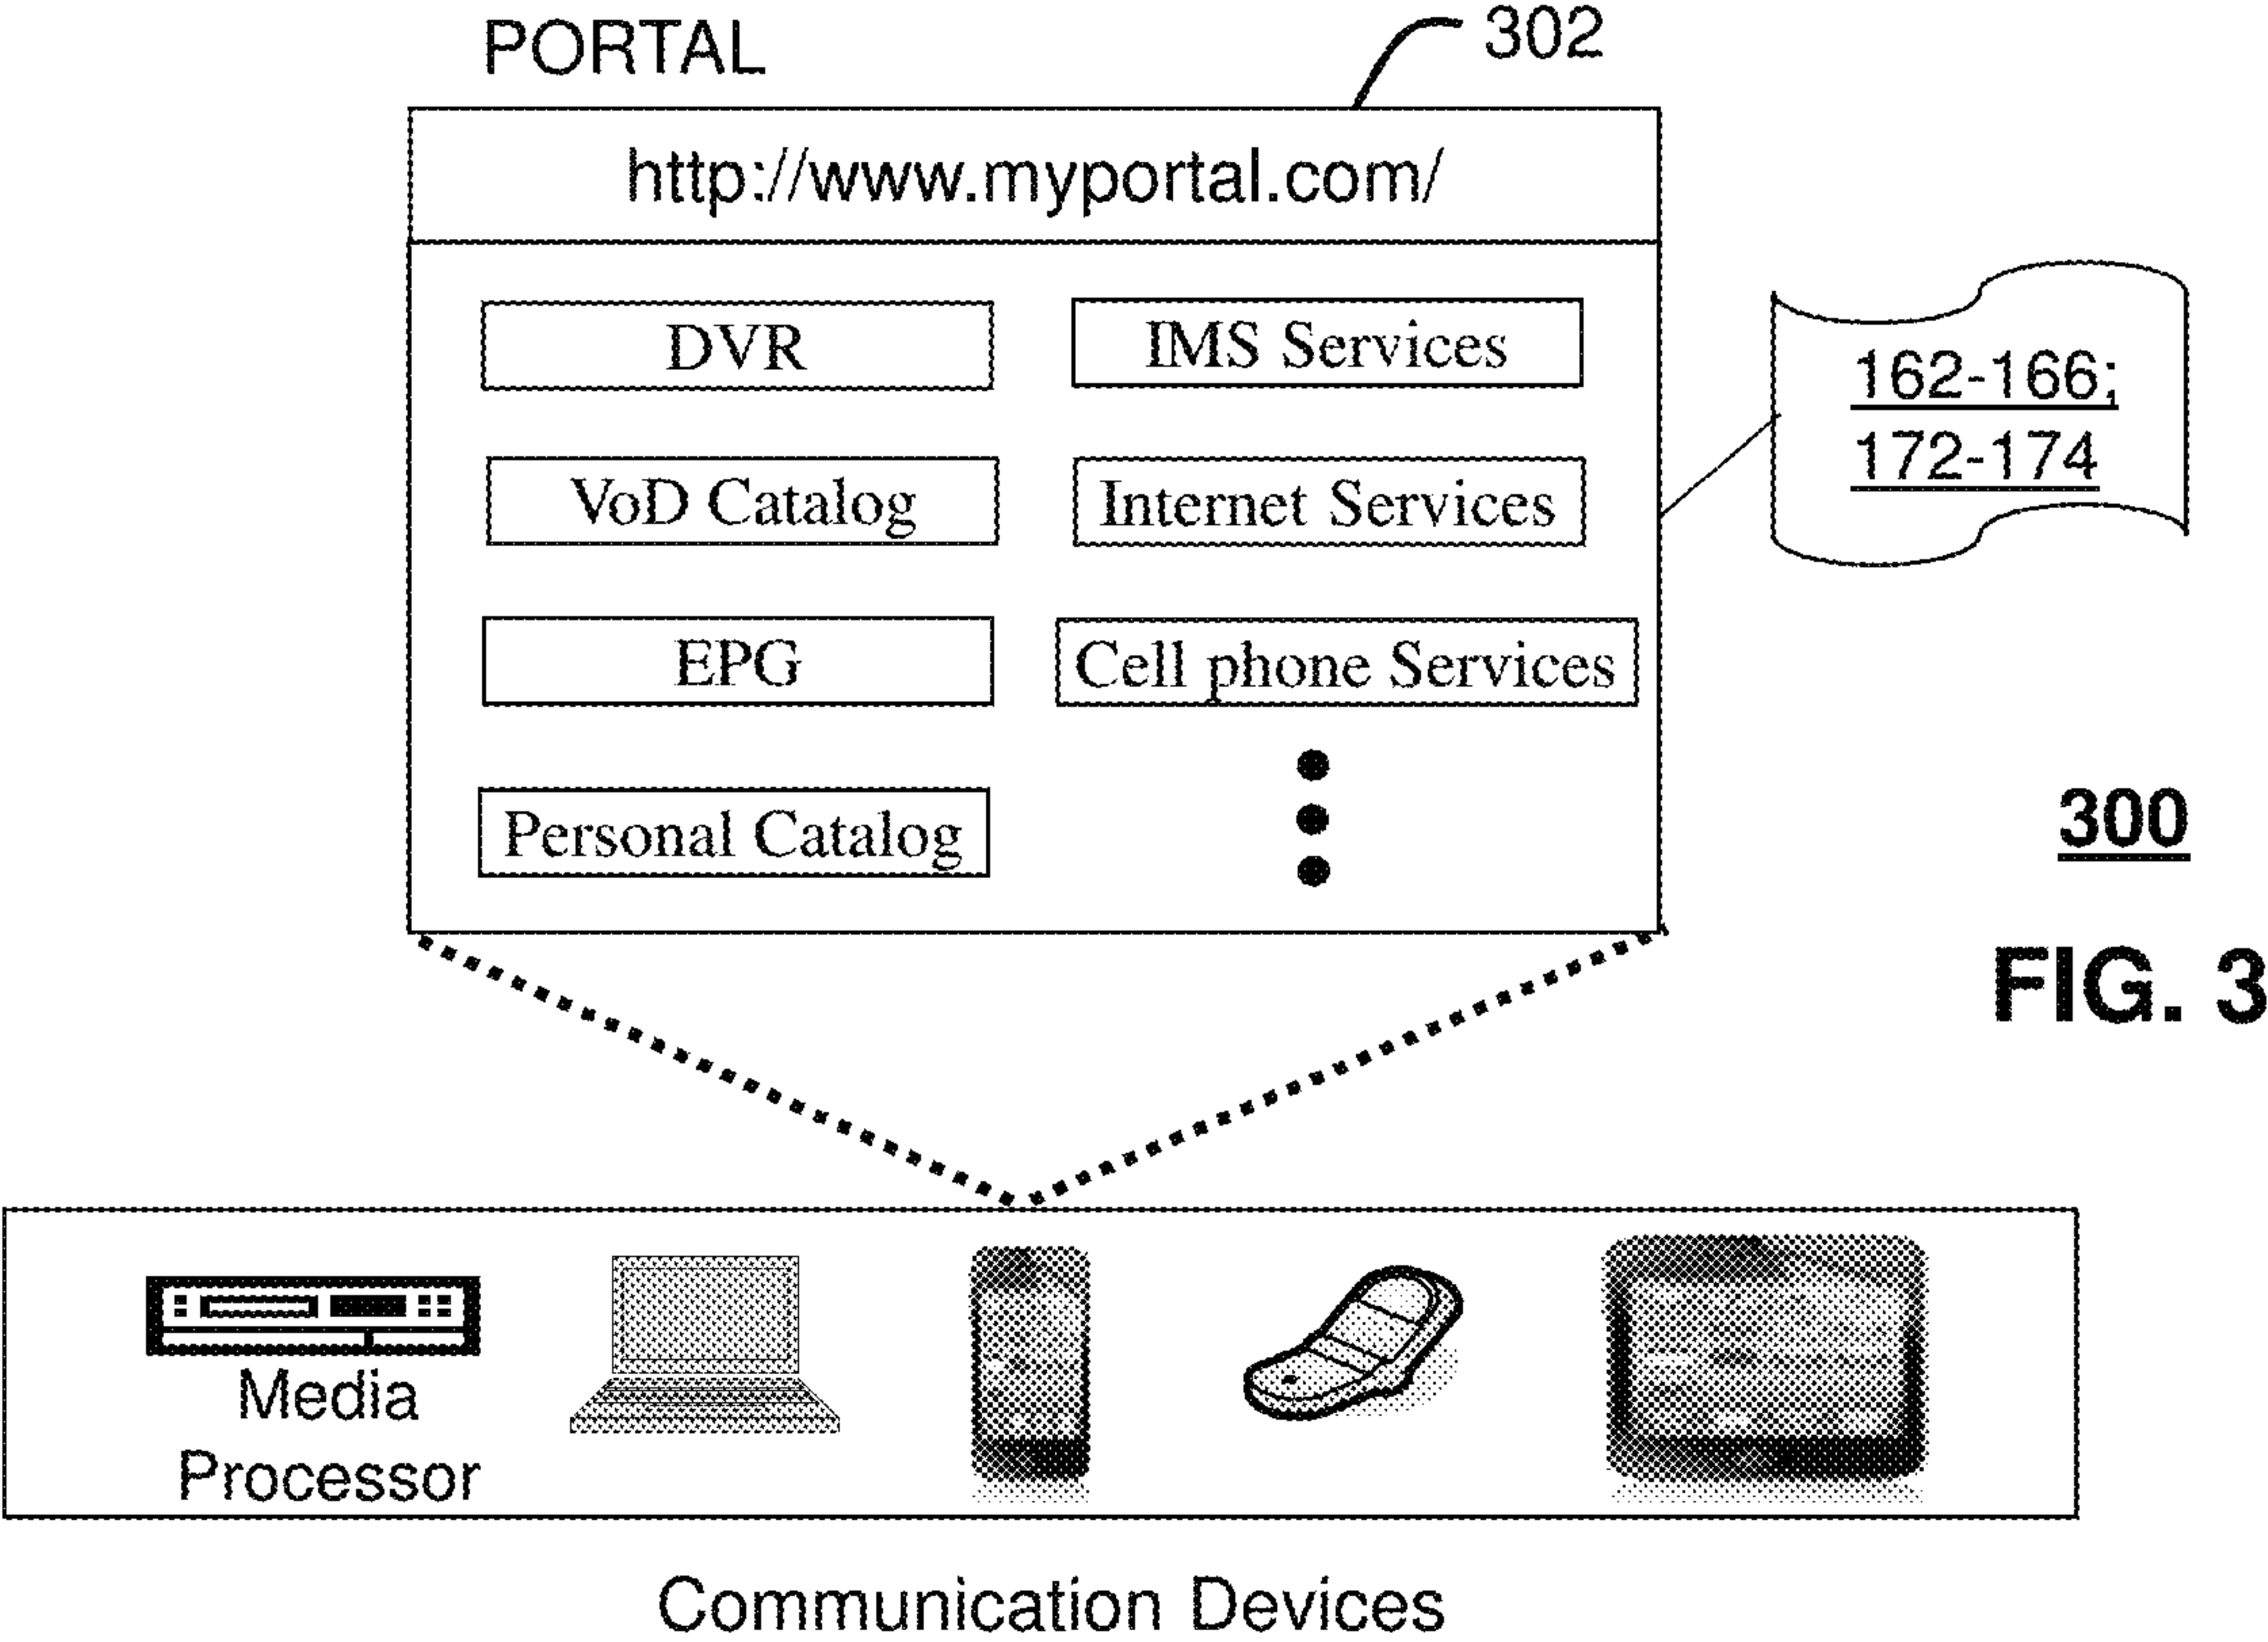 PORTAL
302
http://www.myportal.com/
DVR
IMS Services
VoD Catalog
Internet Services
EPG
Cell phone Services
Personal Catalog
162-166;
172-174
300
FIG. 3
Media
Processor
Communication Devices